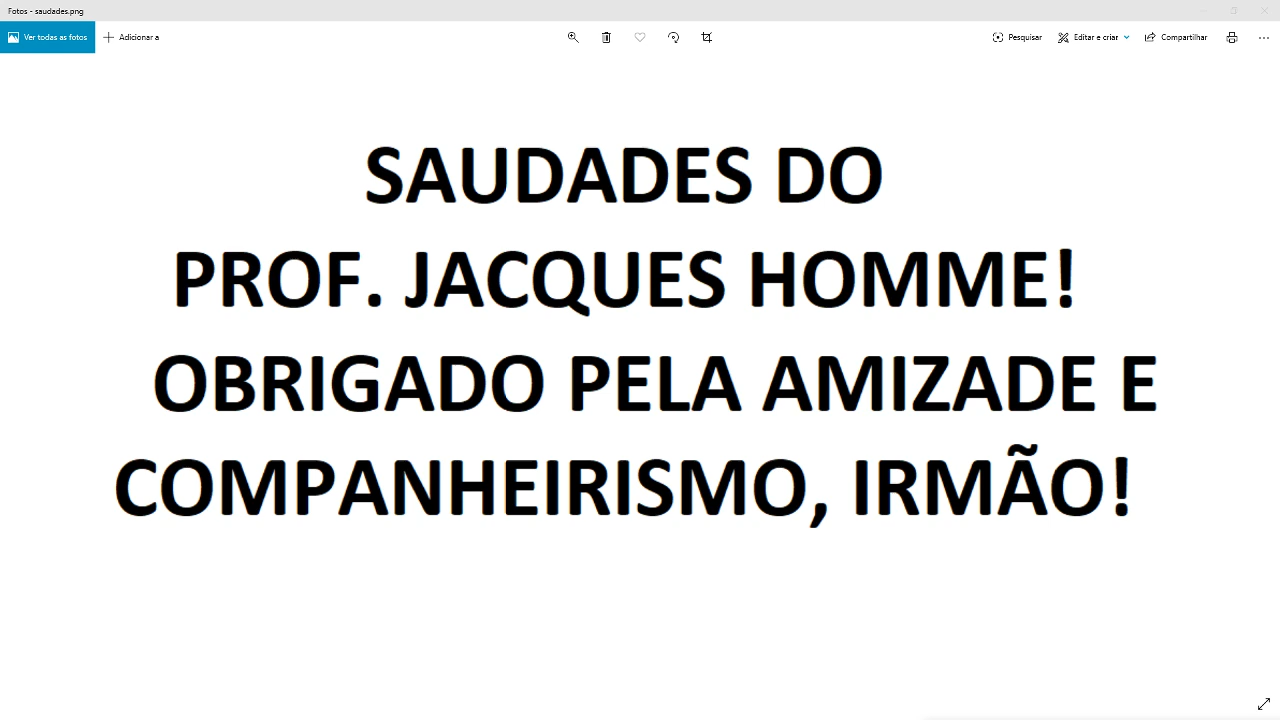 Fotos - saudades.png
Ver todas as fotos
Adicionar a
Pesquisar
Editar e criar
Compartilhar
SAUDADES DO
PROF. JACQUES HOMME!
OBRIGADO PELA AMIZADE E
COMPANHEIRISMO, IRMÃO!